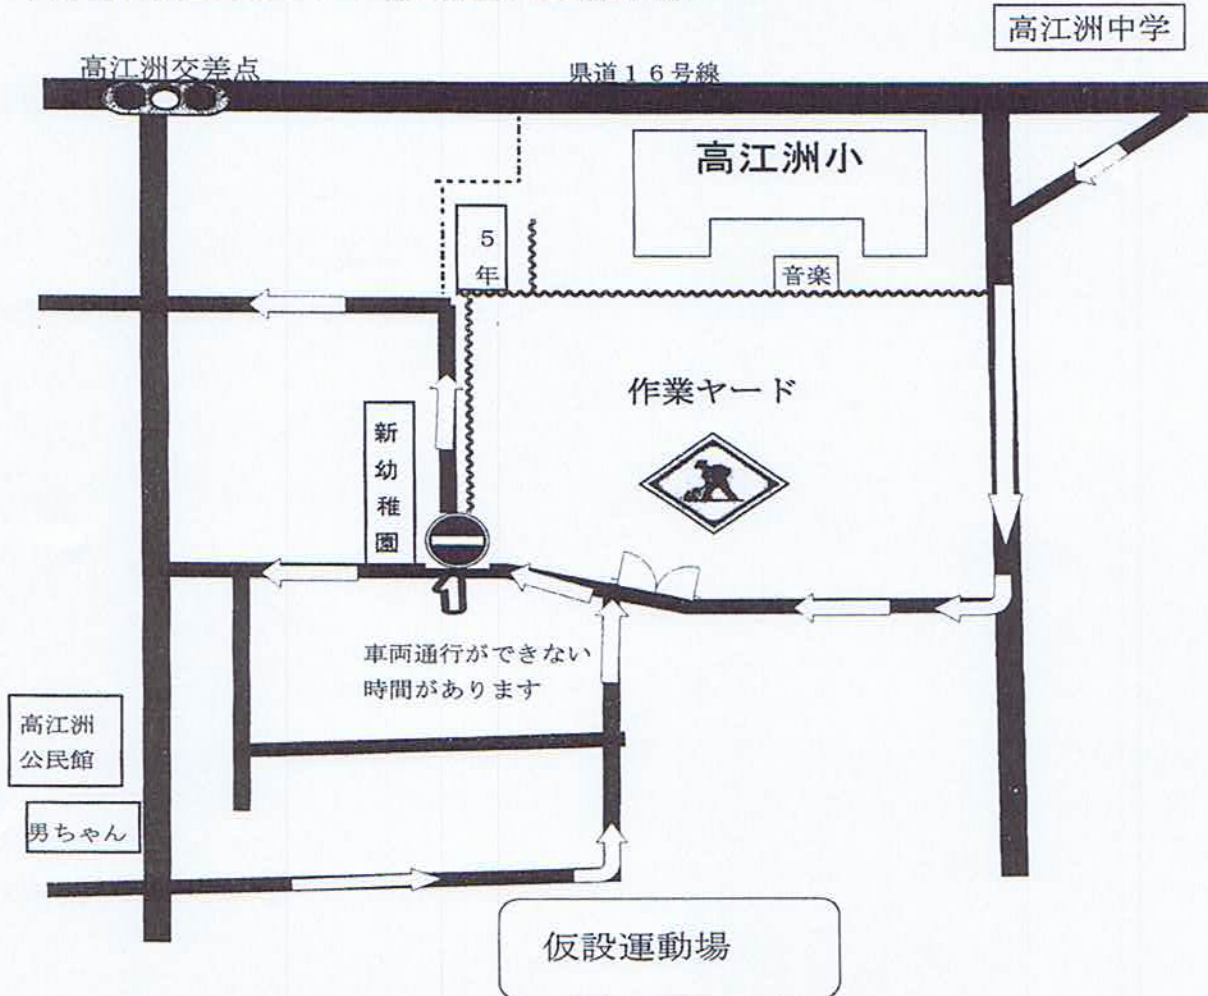 高江洲中学
高江洲交差点
県道16号線
高江洲小
5
年
音楽
作業ヤード
新
幼
稚
園
車両通行ができない
時間があります
高江洲
公民館
男ちゃん
仮設運動場